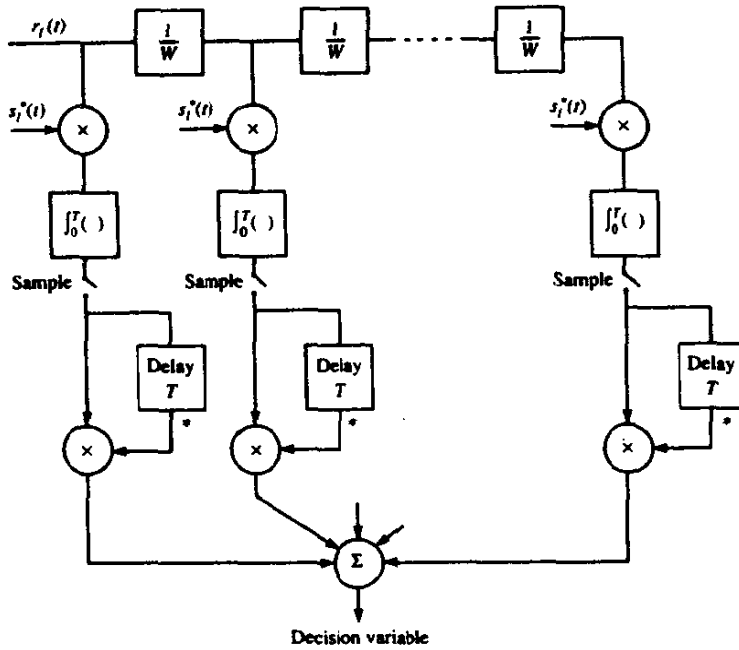 r_l(t)
1/W 1/W 1/W
s_l*(t) s_l*(t) s_l*(t)
× × ×
∫_0^T( ) ∫_0^T( ) ∫_0^T( )
Sample Sample Sample
Delay T Delay T Delay T
* * *
× × ×
Σ
Decision variable